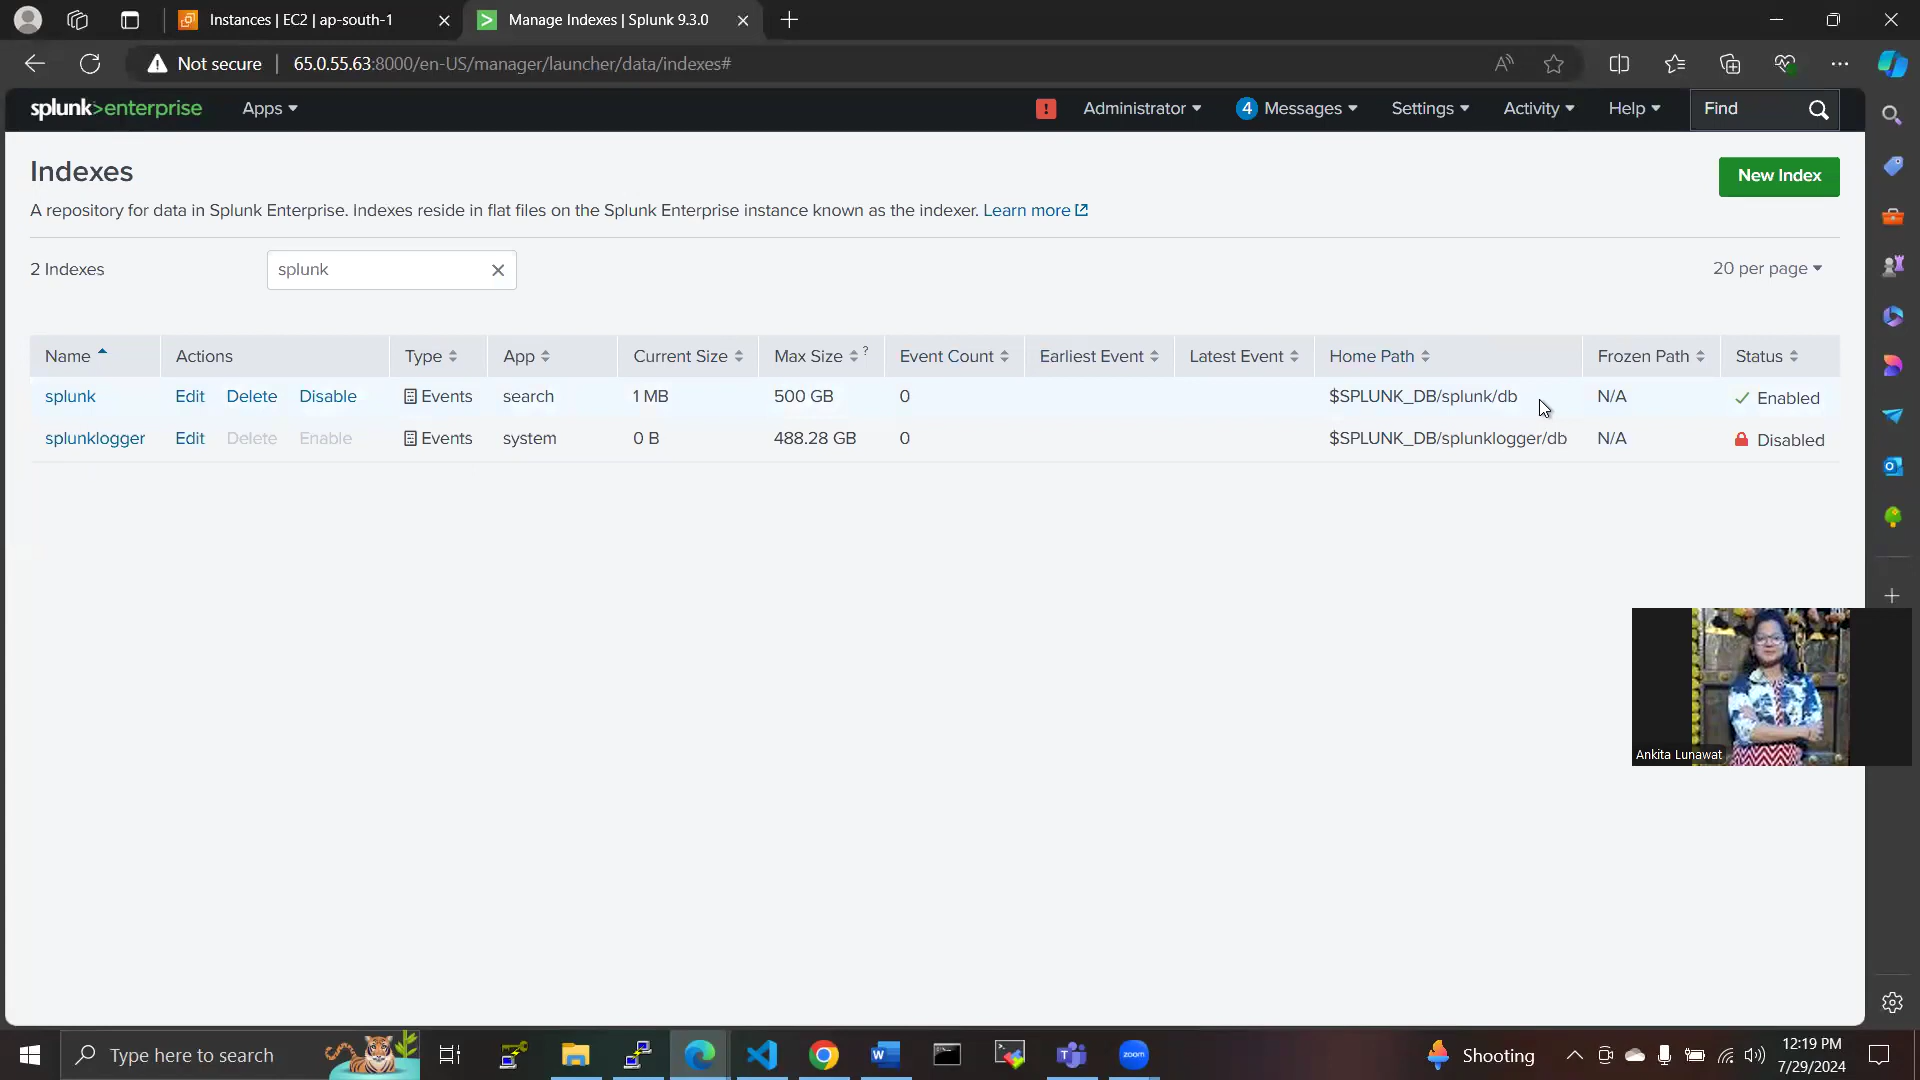 Instances | EC2 | ap-south-1
Manage Indexes | Splunk 9.3.0
Not secure
65.0.55.63:8000/en-US/manager/launcher/data/indexes#
splunk>enterprise
Apps
Administrator
4 Messages
Settings
Activity
Help
Find
Indexes
New Index
A repository for data in Splunk Enterprise. Indexes reside in flat files on the Splunk Enterprise instance known as the indexer. Learn more
2 Indexes
splunk
20 per page
Name Actions Type App Current Size Max Size ? Event Count Earliest Event Latest Event Home Path Frozen Path Status
splunk Edit Delete Disable Events search 1 MB 500 GB 0 $SPLUNK_DB/splunk/db N/A Enabled
splunklogger Edit Delete Enable Events system 0 B 488.28 GB 0 $SPLUNK_DB/splunklogger/db N/A Disabled
Ankita Lunawat
Type here to search
zoom
Shooting
12:19 PM
7/29/2024